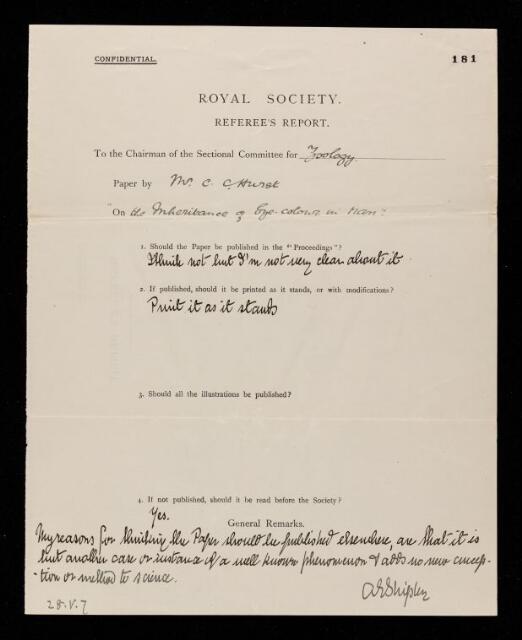 CONFIDENTIAL.
181
ROYAL SOCIETY.
REFEREE'S REPORT.
To the Chairman of the Sectional Committee for Zoology
Paper by Mr. C. C. Hurst
"On the Inheritance of Eye-colour in Man."
1. Should the Paper be published in the "Proceedings"?
I think not but I'm not very clear about it
2. If published, should it be printed as it stands, or with modifications?
Print it as it stands
3. Should all the illustrations be published?
4. If not published, should it be read before the Society?
Yes.
General Remarks.
My reasons for thinking the Paper should be published elsewhere, are that it is
but another case or instance of a well known phenomenon & adds no new concep-
-tion or method to science.
A E Shipley
28.V.7